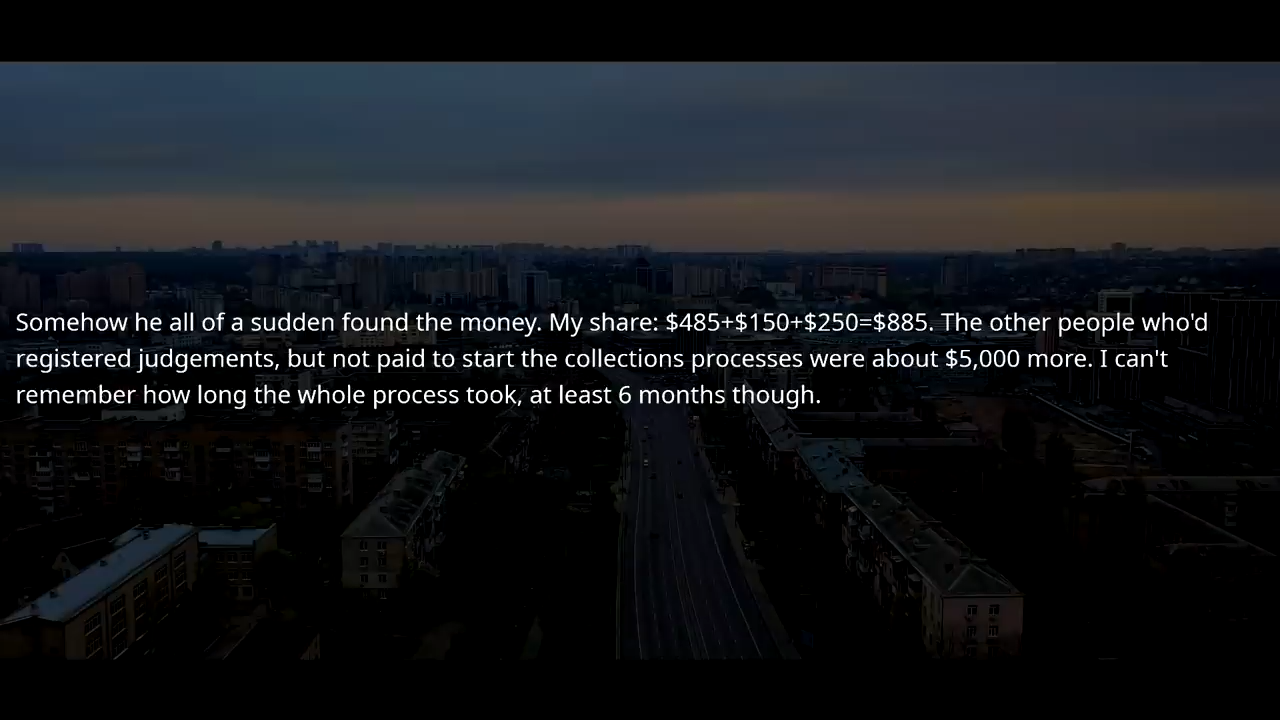 Somehow he all of a sudden found the money. My share: $485+$150+$250=$885. The other people who'd
registered judgements, but not paid to start the collections processes were about $5,000 more. I can't
remember how long the whole process took, at least 6 months though.